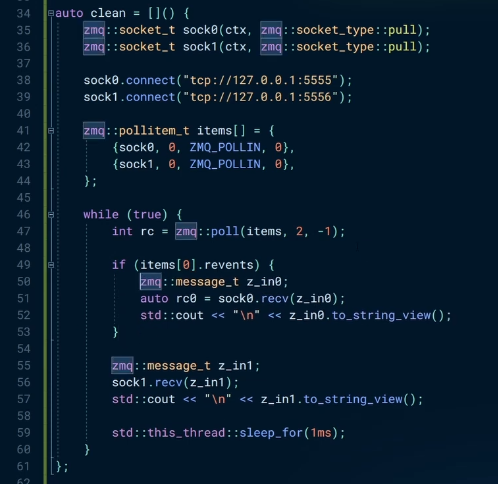 34 auto clean = []() {
35 zmq::socket_t sock0(ctx, zmq::socket_type::pull);
36 zmq::socket_t sock1(ctx, zmq::socket_type::pull);
37
38 sock0.connect("tcp://127.0.0.1:5555");
39 sock1.connect("tcp://127.0.0.1:5556");
40
41 zmq::pollitem_t items[] = {
42 {sock0, 0, ZMQ_POLLIN, 0},
43 {sock1, 0, ZMQ_POLLIN, 0},
44 };
45
46 while (true) {
47 int rc = zmq::poll(items, 2, -1);
48
49 if (items[0].revents) {
50 zmq::message_t z_in0;
51 auto rc0 = sock0.recv(z_in0);
52 std::cout << "\n" << z_in0.to_string_view();
53 }
54
55 zmq::message_t z_in1;
56 sock1.recv(z_in1);
57 std::cout << "\n" << z_in1.to_string_view();
58
59 std::this_thread::sleep_for(1ms);
60 }
61 };